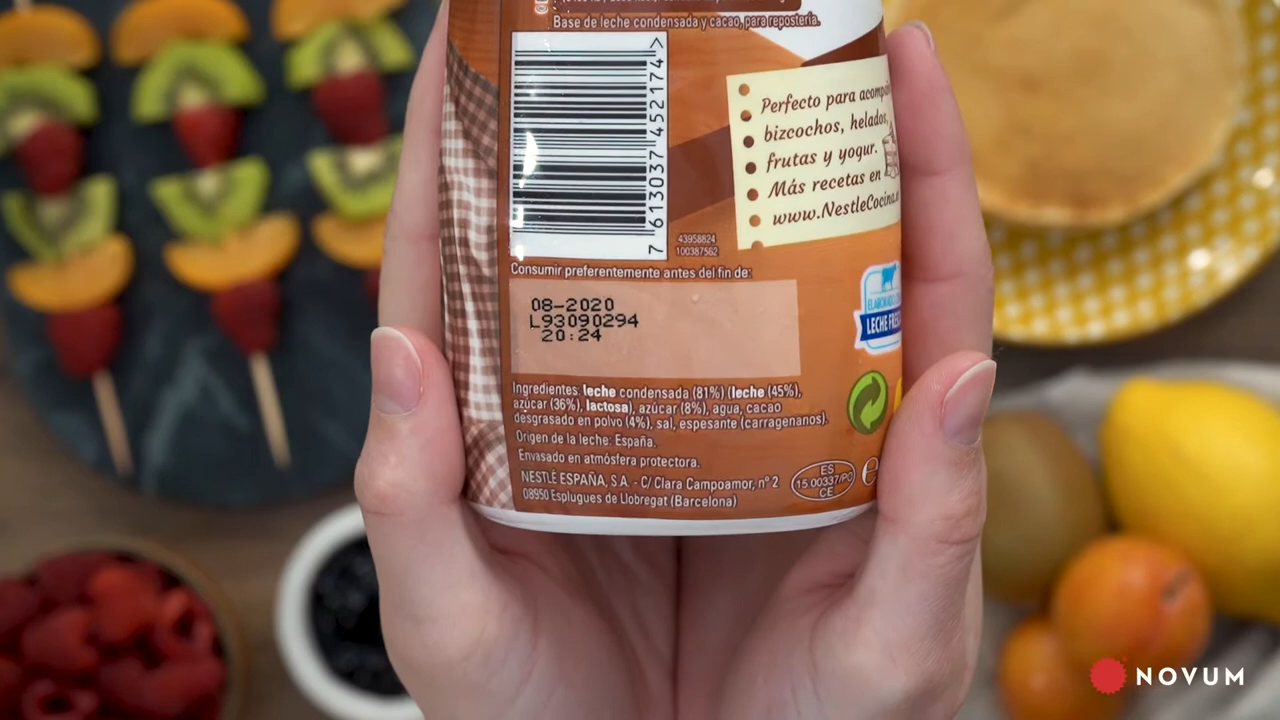 Base de leche condensada y cacao, para repostería.
7 613037 452174 >
Perfecto para
bizcochos, helados,
frutas y yogur.
Más recetas en
www.NestleCocina.
43958824
100387562
Consumir preferentemente antes del fin de:
08-2020
L93090294
20:24
ELABORADO
LECHE
Ingredientes: leche condensada (81%) (leche (45%),
azúcar (36%), lactosa), azúcar (8%), agua, cacao
desgrasado en polvo (4%), sal, espesante (carragenanos).
Origen de la leche: España.
Envasado en atmósfera protectora.
NESTLÉ ESPAÑA, S.A. - C/ Clara Campoamor, nº 2
08950 Esplugues de Llobregat (Barcelona)
ES
15.00337/PO
CE
e
NOVUM